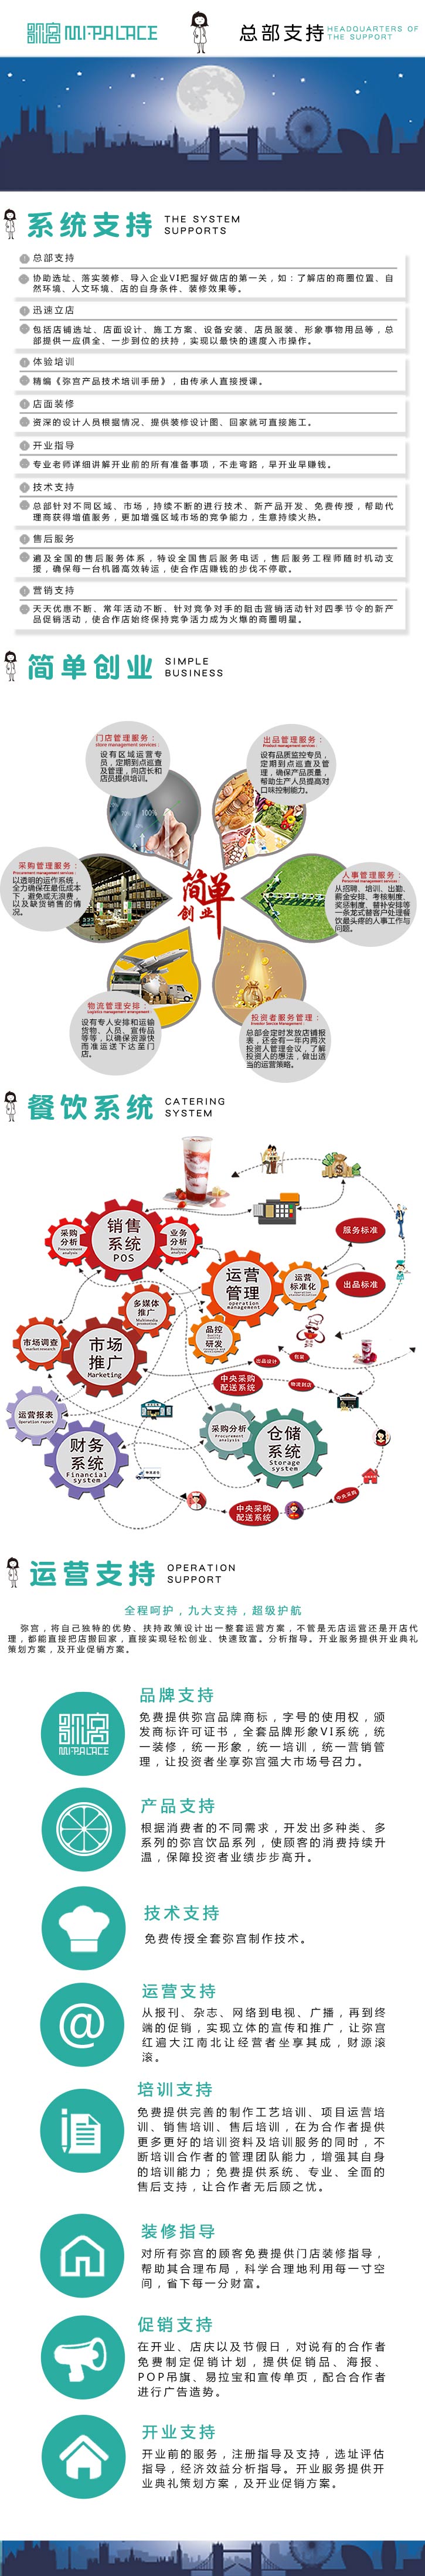 弥宫 MI·PALACE
总部支持
HEADQUARTERS OF
THE SUPPORT
系统支持
THE SYSTEM
SUPPORTS
总部支持
协助选址、落实装修、导入企业VI把握好做店的第一关，如：了解店的商圈位置、自
然环境、人文环境、店的自身条件、装修效果等。
迅速立店
包括店铺选址、店面设计、施工方案、设备安装、店员服装、形象事物用品等，总
部提供一应俱全、一步到位的扶持，实现以最快的速度入市操作。
体验培训
精编《弥宫产品技术培训手册》，由传承人直接授课。
店面装修
资深的设计人员根据情况、提供装修设计图、回家就可直接施工。
开业指导
专业老师详细讲解开业前的所有准备事项，不走弯路，早开业早赚钱。
技术支持
总部针对不同区域、市场，持续不断的进行技术、新产品开发、免费传授，帮助代
理商获得增值服务，更加增强区域市场的竞争能力，生意持续火热。
售后服务
遍及全国的售后服务体系，特设全国售后服务电话，售后服务工程师随时机动支
援，确保每一台机器高效转运，使合作店赚钱的步伐不停歇。
营销支持
天天优惠不断、常年活动不断、针对竞争对手的阻击营销活动针对四季节令的新产
品促销活动，使合作店始终保持竞争活力成为火爆的商圈明星。
简单创业
SIMPLE
BUSINESS
门店管理服务：
store management services：
设有区域运营专
员，定期到点巡查
及管理，向店长和
店员提供培训。
出品管理服务：
Product management services：
设有品质监控专员，
定期到点巡查及管
理，确保产品质量，
帮助生产人员提高对
口味控制能力。
100%
采购管理服务：
Procurement management services：
以透明的运作系统，
全力确保在最低成本
下，避免或无浪费，
以及缺货销售的情
况。
简单
创业
人事管理服务：
Personnel management services：
从招聘、培训、出勤、
薪金安排、考核制度、
奖惩制度、替补安排等
一条龙式替客户处理餐
饮最头疼的人事工作与
问题。
物流管理安排：
Logistics management arrangement：
设有专人安排和运输
货物、人员、宣传品
等等，以确保资源快
而准运送下达至门
店。
投资者服务管理：
Investor Service Management：
总部会定时发放店铺报
表，还会有一年内两次
投资人管理会议，了解
投资人的想法，做出适
当的运营策略。
餐饮系统
CATERING
SYSTEM
采购
分析
Procurement
analysis
销售
系统
POS
业务
分析
Business
analysis
服务标准
运营
管理
operation
management
运营
标准化
出品标准
多媒体
推广
Multimedia
promotion
市场调查
market research
市场
推广
Marketing
品控
研发
出品设计
包装
中央采购
配送系统
物流到店
运营报表
Operation report
财务
系统
Financial
system
采购分析
Procurement
analysis
仓储
系统
Storage
system
中央采购
配送系统
中央采购
运营支持
OPERATION
SUPPORT
全程呵护，九大支持，超级护航
弥宫，将自己独特的优势、扶持政策设计出一整套运营方案，不管是无店运营还是开店代
理，都能直接把店搬回家，直接实现轻松创业、快速致富。分析指导。开业服务提供开业典礼
策划方案，及开业促销方案。
弥宫
MI·PALACE
品牌支持
免费提供弥宫品牌商标，字号的使用权，颁
发商标许可证书，全套品牌形象VI系统，统
一装修，统一形象，统一培训，统一营销管
理，让投资者坐享弥宫强大市场号召力。
产品支持
根据消费者的不同需求，开发出多种类、多
系列的弥宫饮品系列，使顾客的消费持续升
温，保障投资者业绩步步高升。
技术支持
免费传授全套弥宫制作技术。
@
运营支持
从报刊、杂志、网络到电视、广播，再到终
端的促销，实现立体的宣传和推广，让弥宫
红遍大江南北让经营者坐享其成，财源滚
滚。
培训支持
免费提供完善的制作工艺培训、项目运营培
训、销售培训、售后培训，在为合作者提供
更多更好的培训资料及培训服务的同时，不
断培训合作者的管理团队能力，增强其自身
的培训能力；免费提供系统、专业、全面的
售后支持，让合作者无后顾之忧。
装修指导
对所有弥宫的顾客免费提供门店装修指导，
帮助其合理布局，科学合理地利用每一寸空
间，省下每一分财富。
促销支持
在开业、店庆以及节假日，对说有的合作者
免费制定促销计划，提供促销品、海报、
POP吊旗、易拉宝和宣传单页，配合合作者
进行广告造势。
开业支持
开业前的服务，注册指导及支持，选址评估
指导，经济效益分析指导。开业服务提供开
业典礼策划方案，及开业促销方案。